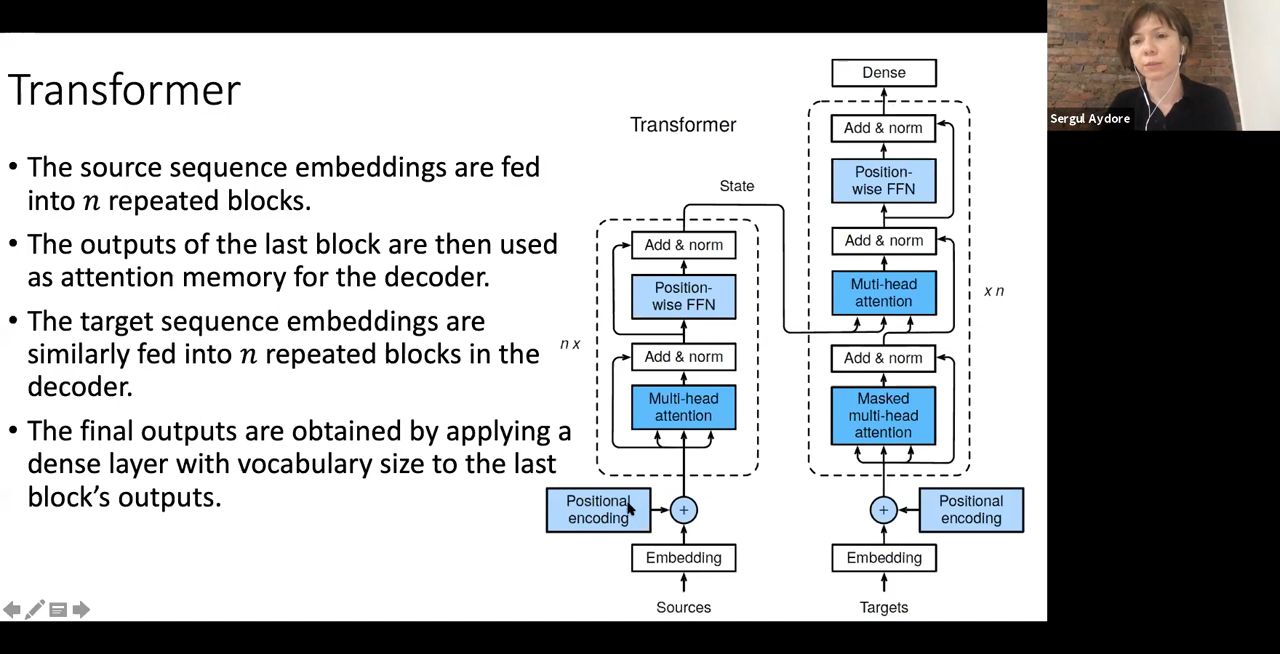 Transformer
• The source sequence embeddings are fed
into n repeated blocks.
• The outputs of the last block are then used
as attention memory for the decoder.
• The target sequence embeddings are
similarly fed into n repeated blocks in the
decoder.
• The final outputs are obtained by applying a
dense layer with vocabulary size to the last
block's outputs.
Transformer
State
n x
Add & norm
Position-
wise FFN
Add & norm
Multi-head
attention
Positional
encoding
+
Embedding
Sources
Dense
Add & norm
Position-
wise FFN
Add & norm
Muti-head
attention
x n
Add & norm
Masked
multi-head
attention
+
Positional
encoding
Embedding
Targets
Sergul Aydore